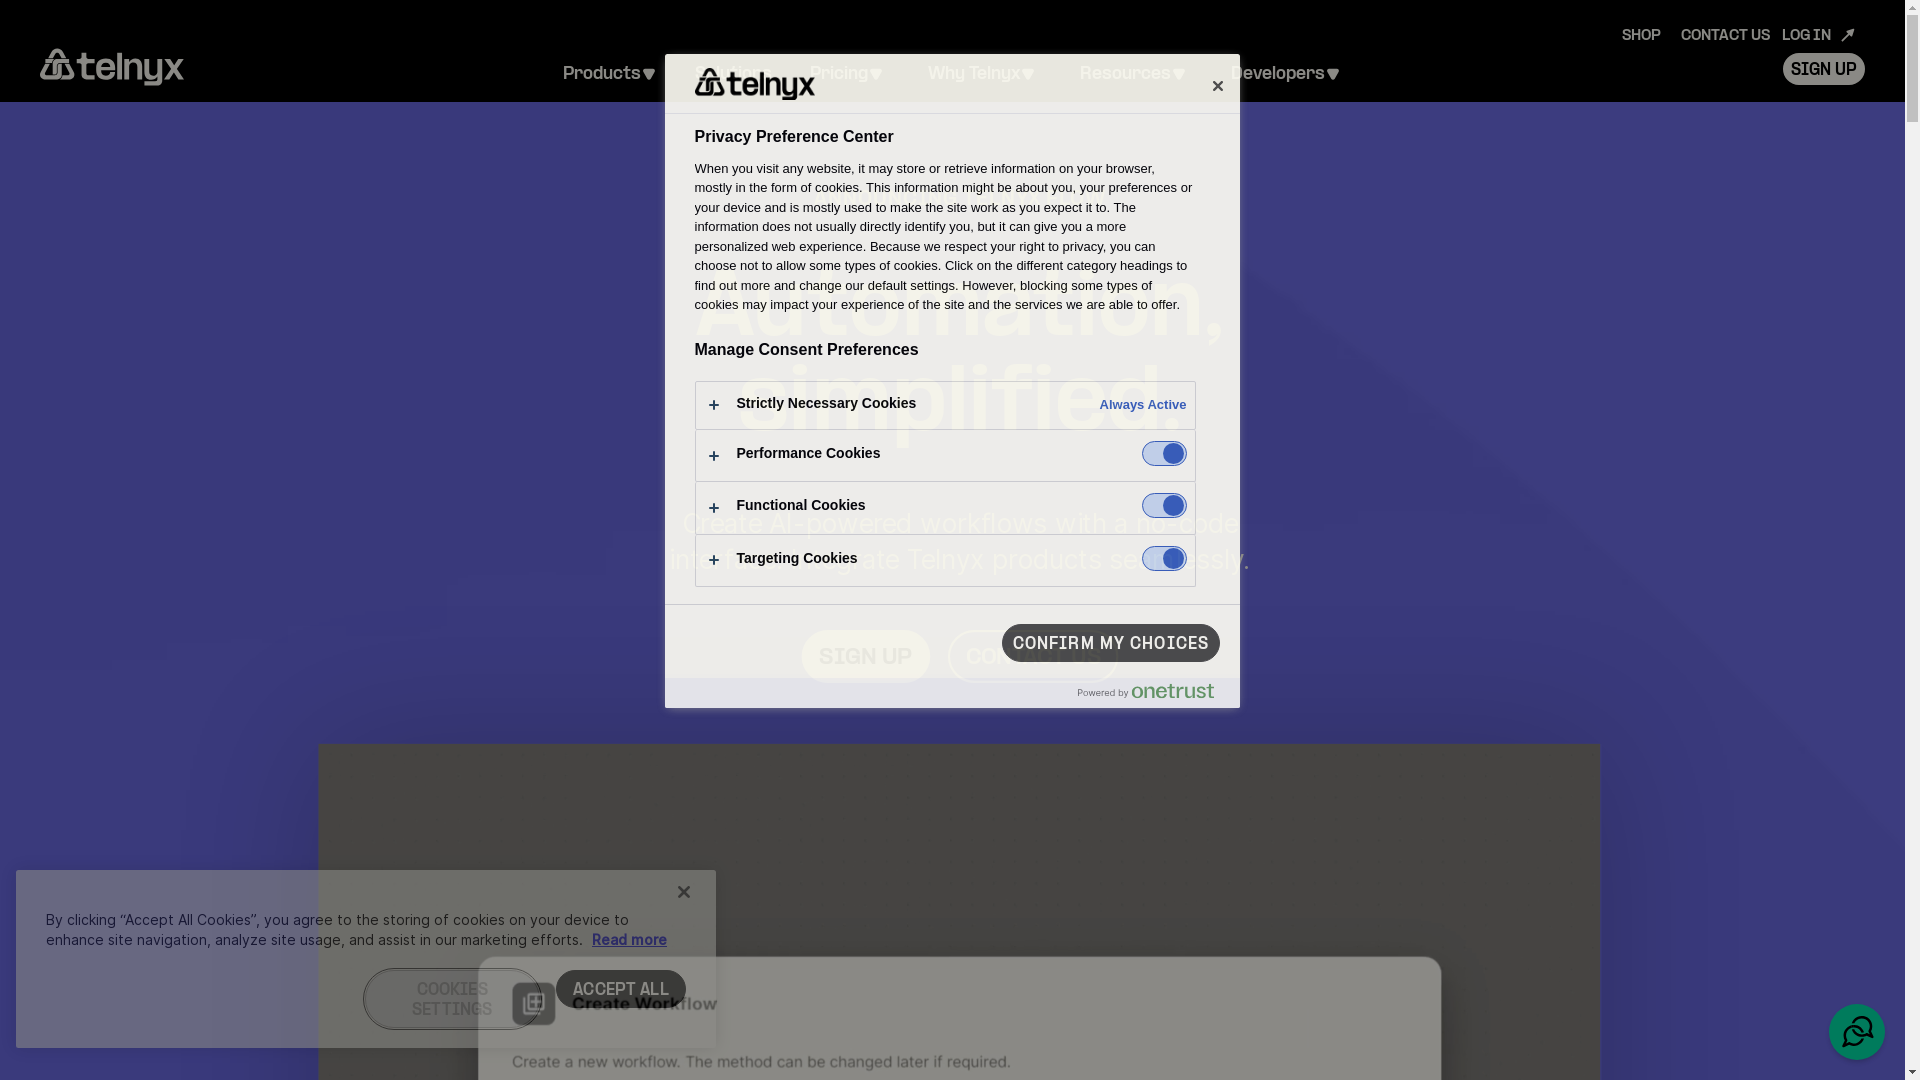 SHOP CONTACT US LOG IN
telnyx
Products Solutions Pricing Why Telnyx Resources Developers
SIGN UP
telnyx
Privacy Preference Center
When you visit any website, it may store or retrieve information on your browser,
mostly in the form of cookies. This information might be about you, your preferences or
your device and is mostly used to make the site work as you expect it to. The
information does not usually directly identify you, but it can give you a more
personalized web experience. Because we respect your right to privacy, you can
choose not to allow some types of cookies. Click on the different category headings to
find out more and change our default settings. However, blocking some types of
cookies may impact your experience of the site and the services we are able to offer.
Automation,
simplified.
Manage Consent Preferences
Strictly Necessary Cookies Always Active
Performance Cookies
Functional Cookies
Targeting Cookies
Create AI-powered workflows with a no-code
Telnyx products seamlessly.
SIGN UP CONTACT US
CONFIRM MY CHOICES
Powered by onetrust
By clicking “Accept All Cookies”, you agree to the storing of cookies on your device to
enhance site navigation, analyze site usage, and assist in our marketing efforts. Read more
COOKIES
SETTINGS
ACCEPT ALL
Create Workflow
Create a new workflow. The method can be changed later if required.